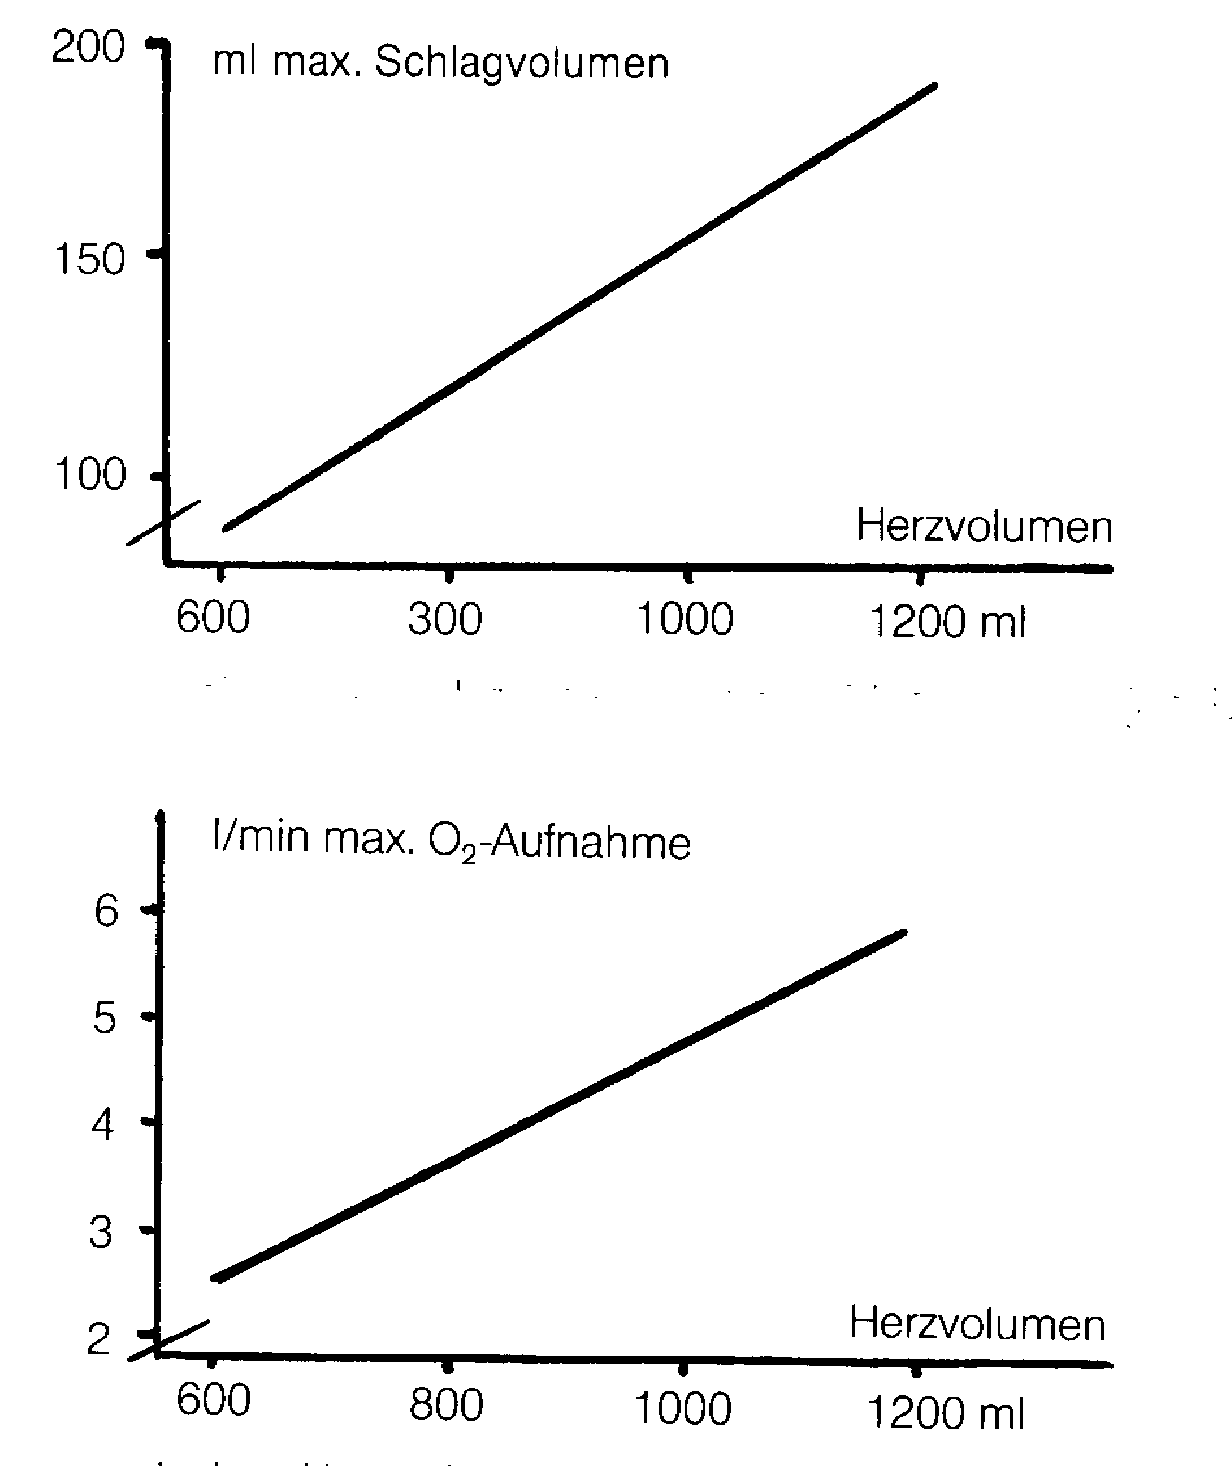 ml max. Schlagvolumen
200
150
100
Herzvolumen
600 300 1000 1200 ml
l/min max. O₂-Aufnahme
6
5
4
3
2
Herzvolumen
600 800 1000 1200 ml